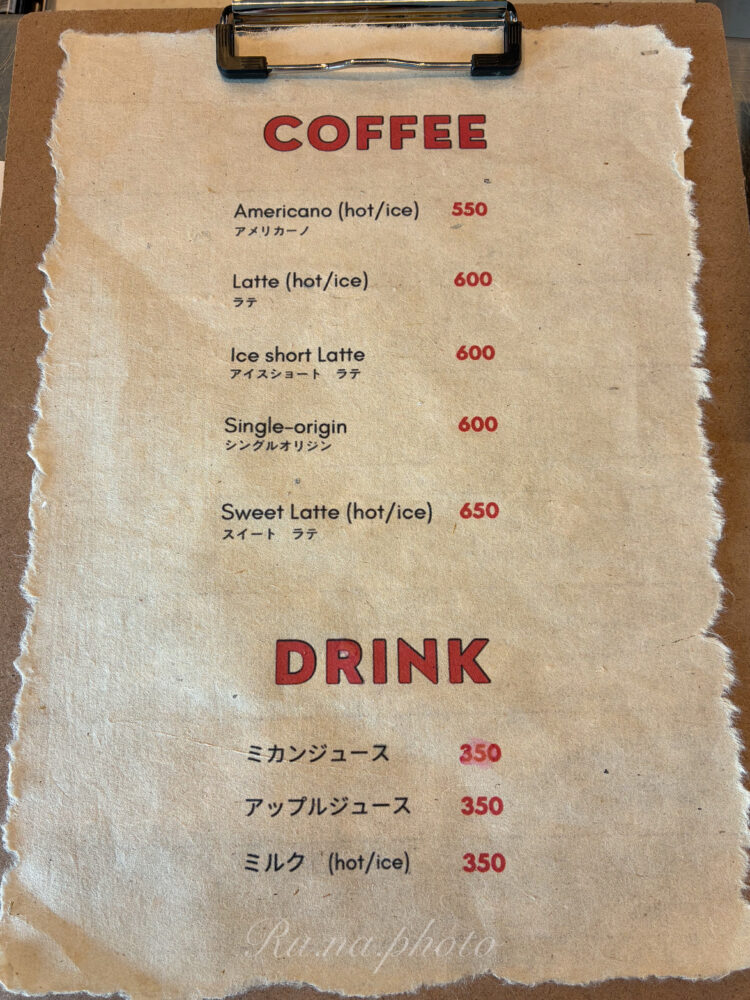 COFFEE
Americano (hot/ice) 550
アメリカーノ
Latte (hot/ice) 600
ラテ
Ice short Latte 600
アイスショート ラテ
Single-origin 600
シングルオリジン
Sweet Latte (hot/ice) 650
スイート ラテ
DRINK
ミカンジュース 350
アップルジュース 350
ミルク (hot/ice) 350
Ru.na.photo